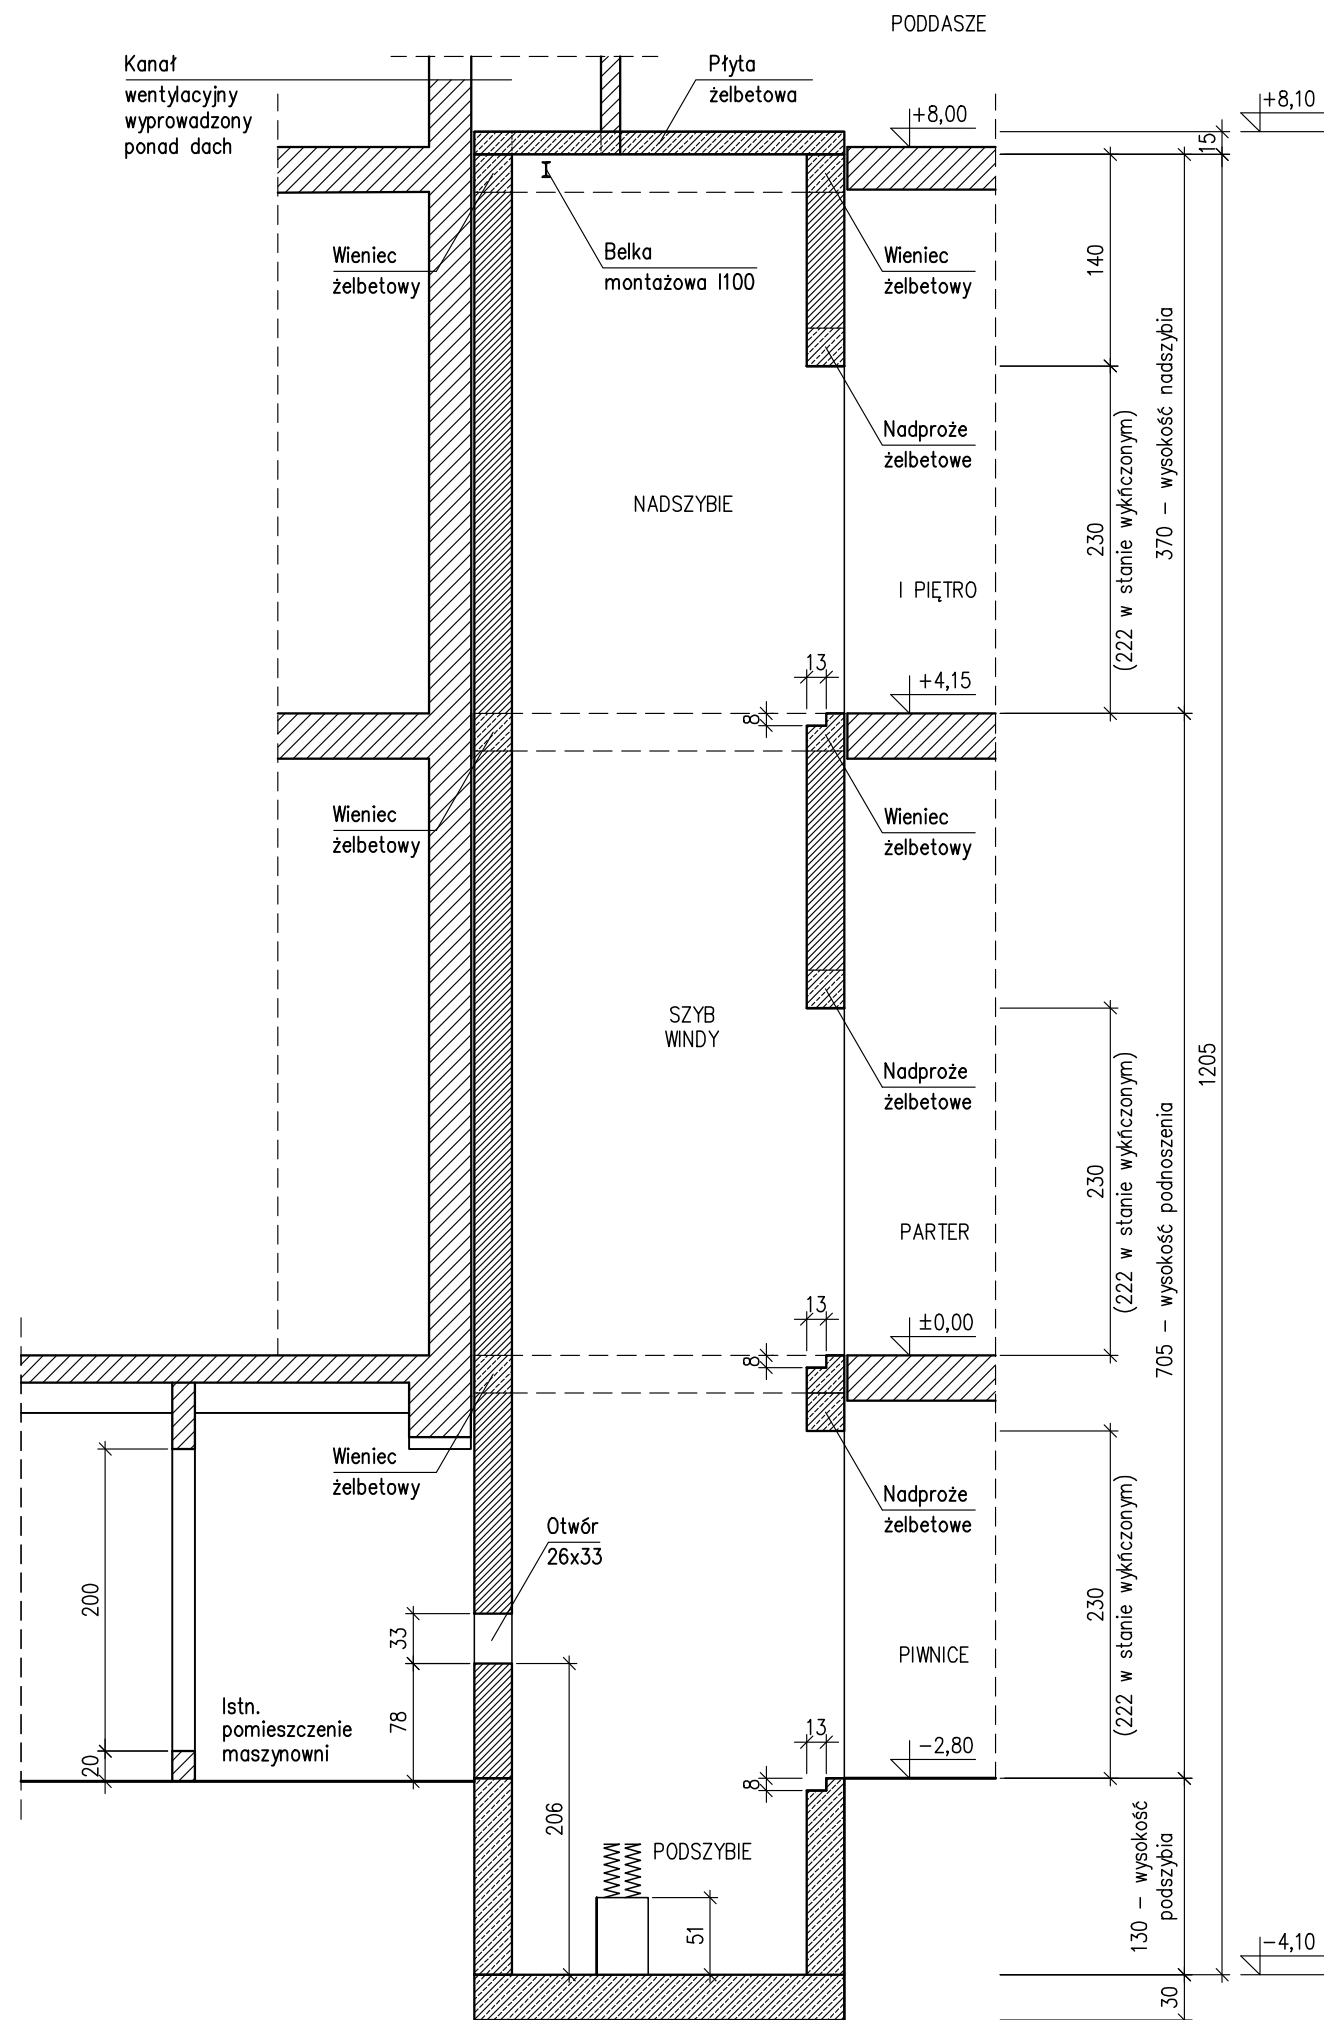 PODDASZE
Kanał
wentylacyjny
wyprowadzony
ponad dach
Płyta
żelbetowa
+8,00
+8,10
15
Wieniec
żelbetowy
Belka
montażowa I100
Wieniec
żelbetowy
140
370 – wysokość nadszybia
Nadproże
żelbetowe
230
(222 w stanie wykńczonym)
NADSZYBIE
I PIĘTRO
13
+4,15
8
Wieniec
żelbetowy
Wieniec
żelbetowy
SZYB
WINDY
Nadproże
żelbetowe
1205
230
(222 w stanie wykńczonym)
705 – wysokość podnoszenia
PARTER
13
±0,00
8
Wieniec
żelbetowy
Nadproże
żelbetowe
Otwór
26x33
200
33
230
(222 w stanie wykńczonym)
PIWNICE
Istn.
pomieszczenie
maszynowni
78
20
13
-2,80
8
206
PODSZYBIE
51
130 – wysokość
podszybia
-4,10
30